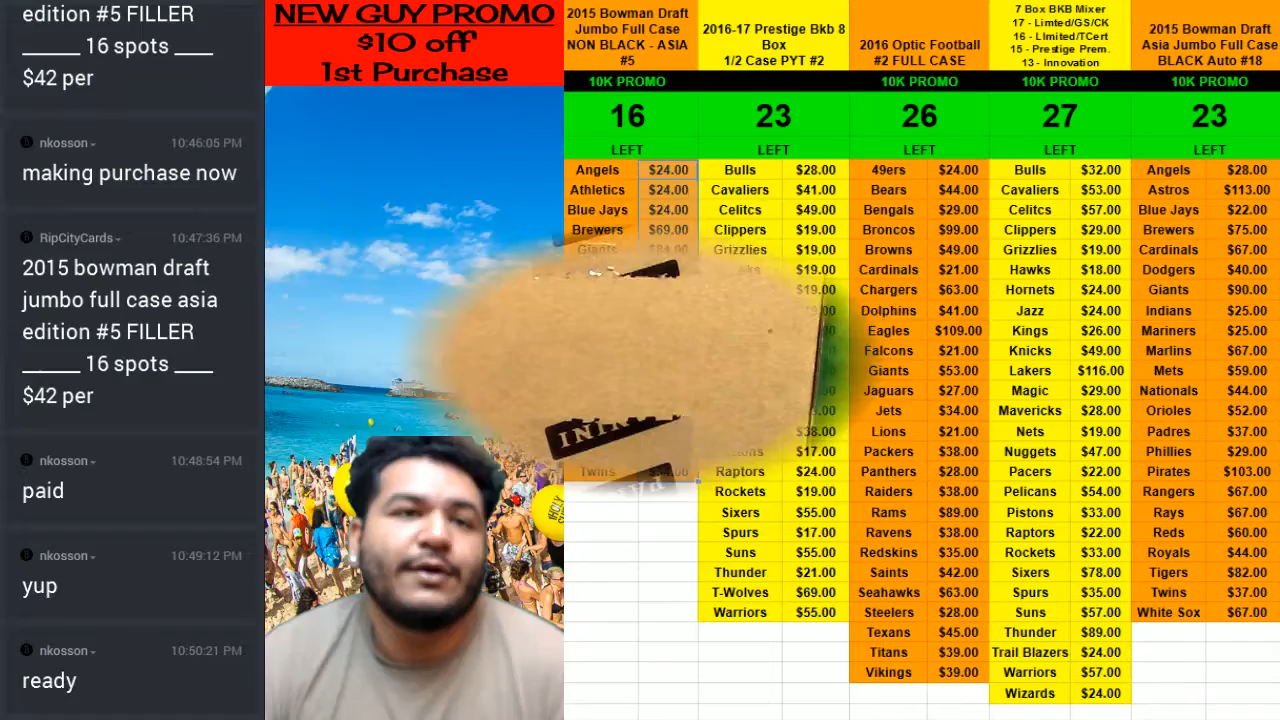 edition #5 FILLER
______ 16 spots ____
$42 per
nkosson
10:46:05 PM
making purchase now
RipCityCards
10:47:36 PM
2015 bowman draft
jumbo full case asia
edition #5 FILLER
______ 16 spots ____
$42 per
nkosson
10:48:54 PM
paid
nkosson
10:49:12 PM
yup
nkosson
10:50:21 PM
ready
NEW GUY PROMO
$10 off
1st Purchase
2015 Bowman Draft
Jumbo Full Case
NON BLACK - ASIA
#5
10K PROMO
16
LEFT
Angels $24.00
Athletics $24.00
Blue Jays $24.00
Brewers $69.00
Giants $84.00
Twins
2016-17 Prestige Bkb 8
Box
1/2 Case PYT #2
23
LEFT
Bulls $28.00
Cavaliers $41.00
Celitcs $49.00
Clippers $19.00
Grizzlies $19.00
$19.00
$19.00
$38.00
$17.00
Raptors $24.00
Rockets $19.00
Sixers $55.00
Spurs $17.00
Suns $55.00
Thunder $21.00
T-Wolves $69.00
Warriors $55.00
2016 Optic Football
#2 FULL CASE
10K PROMO
26
LEFT
49ers $24.00
Bears $44.00
Bengals $29.00
Broncos $99.00
Browns $49.00
Cardinals $21.00
Chargers $63.00
Dolphins $41.00
Eagles $109.00
Falcons $21.00
Giants $53.00
Jaguars $27.00
Jets $34.00
Lions $21.00
Packers $38.00
Panthers $28.00
Raiders $38.00
Rams $89.00
Ravens $38.00
Redskins $35.00
Saints $42.00
Seahawks $63.00
Steelers $28.00
Texans $45.00
Titans $39.00
Vikings $39.00
7 Box BKB Mixer
17 - Limted/GS/CK
16 - LImited/TCert
15 - Prestige Prem.
13 - Innovation
10K PROMO
27
LEFT
Bulls $32.00
Cavaliers $53.00
Celitcs $57.00
Clippers $29.00
Grizzlies $19.00
Hawks $18.00
Hornets $24.00
Jazz $24.00
Kings $26.00
Knicks $49.00
Lakers $116.00
Magic $29.00
Mavericks $28.00
Nets $19.00
Nuggets $47.00
Pacers $22.00
Pelicans $54.00
Pistons $33.00
Raptors $22.00
Rockets $33.00
Sixers $78.00
Spurs $35.00
Suns $57.00
Thunder $89.00
Trail Blazers $24.00
Warriors $57.00
Wizards $24.00
2015 Bowman Draft
Asia Jumbo Full Case
BLACK Auto #18
10K PROMO
23
LEFT
Angels $28.00
Astros $113.00
Blue Jays $22.00
Brewers $75.00
Cardinals $67.00
Dodgers $40.00
Giants $90.00
Indians $25.00
Mariners $25.00
Marlins $67.00
Mets $59.00
Nationals $44.00
Orioles $52.00
Padres $37.00
Phillies $29.00
Pirates $103.00
Rangers $67.00
Rays $67.00
Reds $60.00
Royals $44.00
Tigers $82.00
Twins $37.00
White Sox $67.00